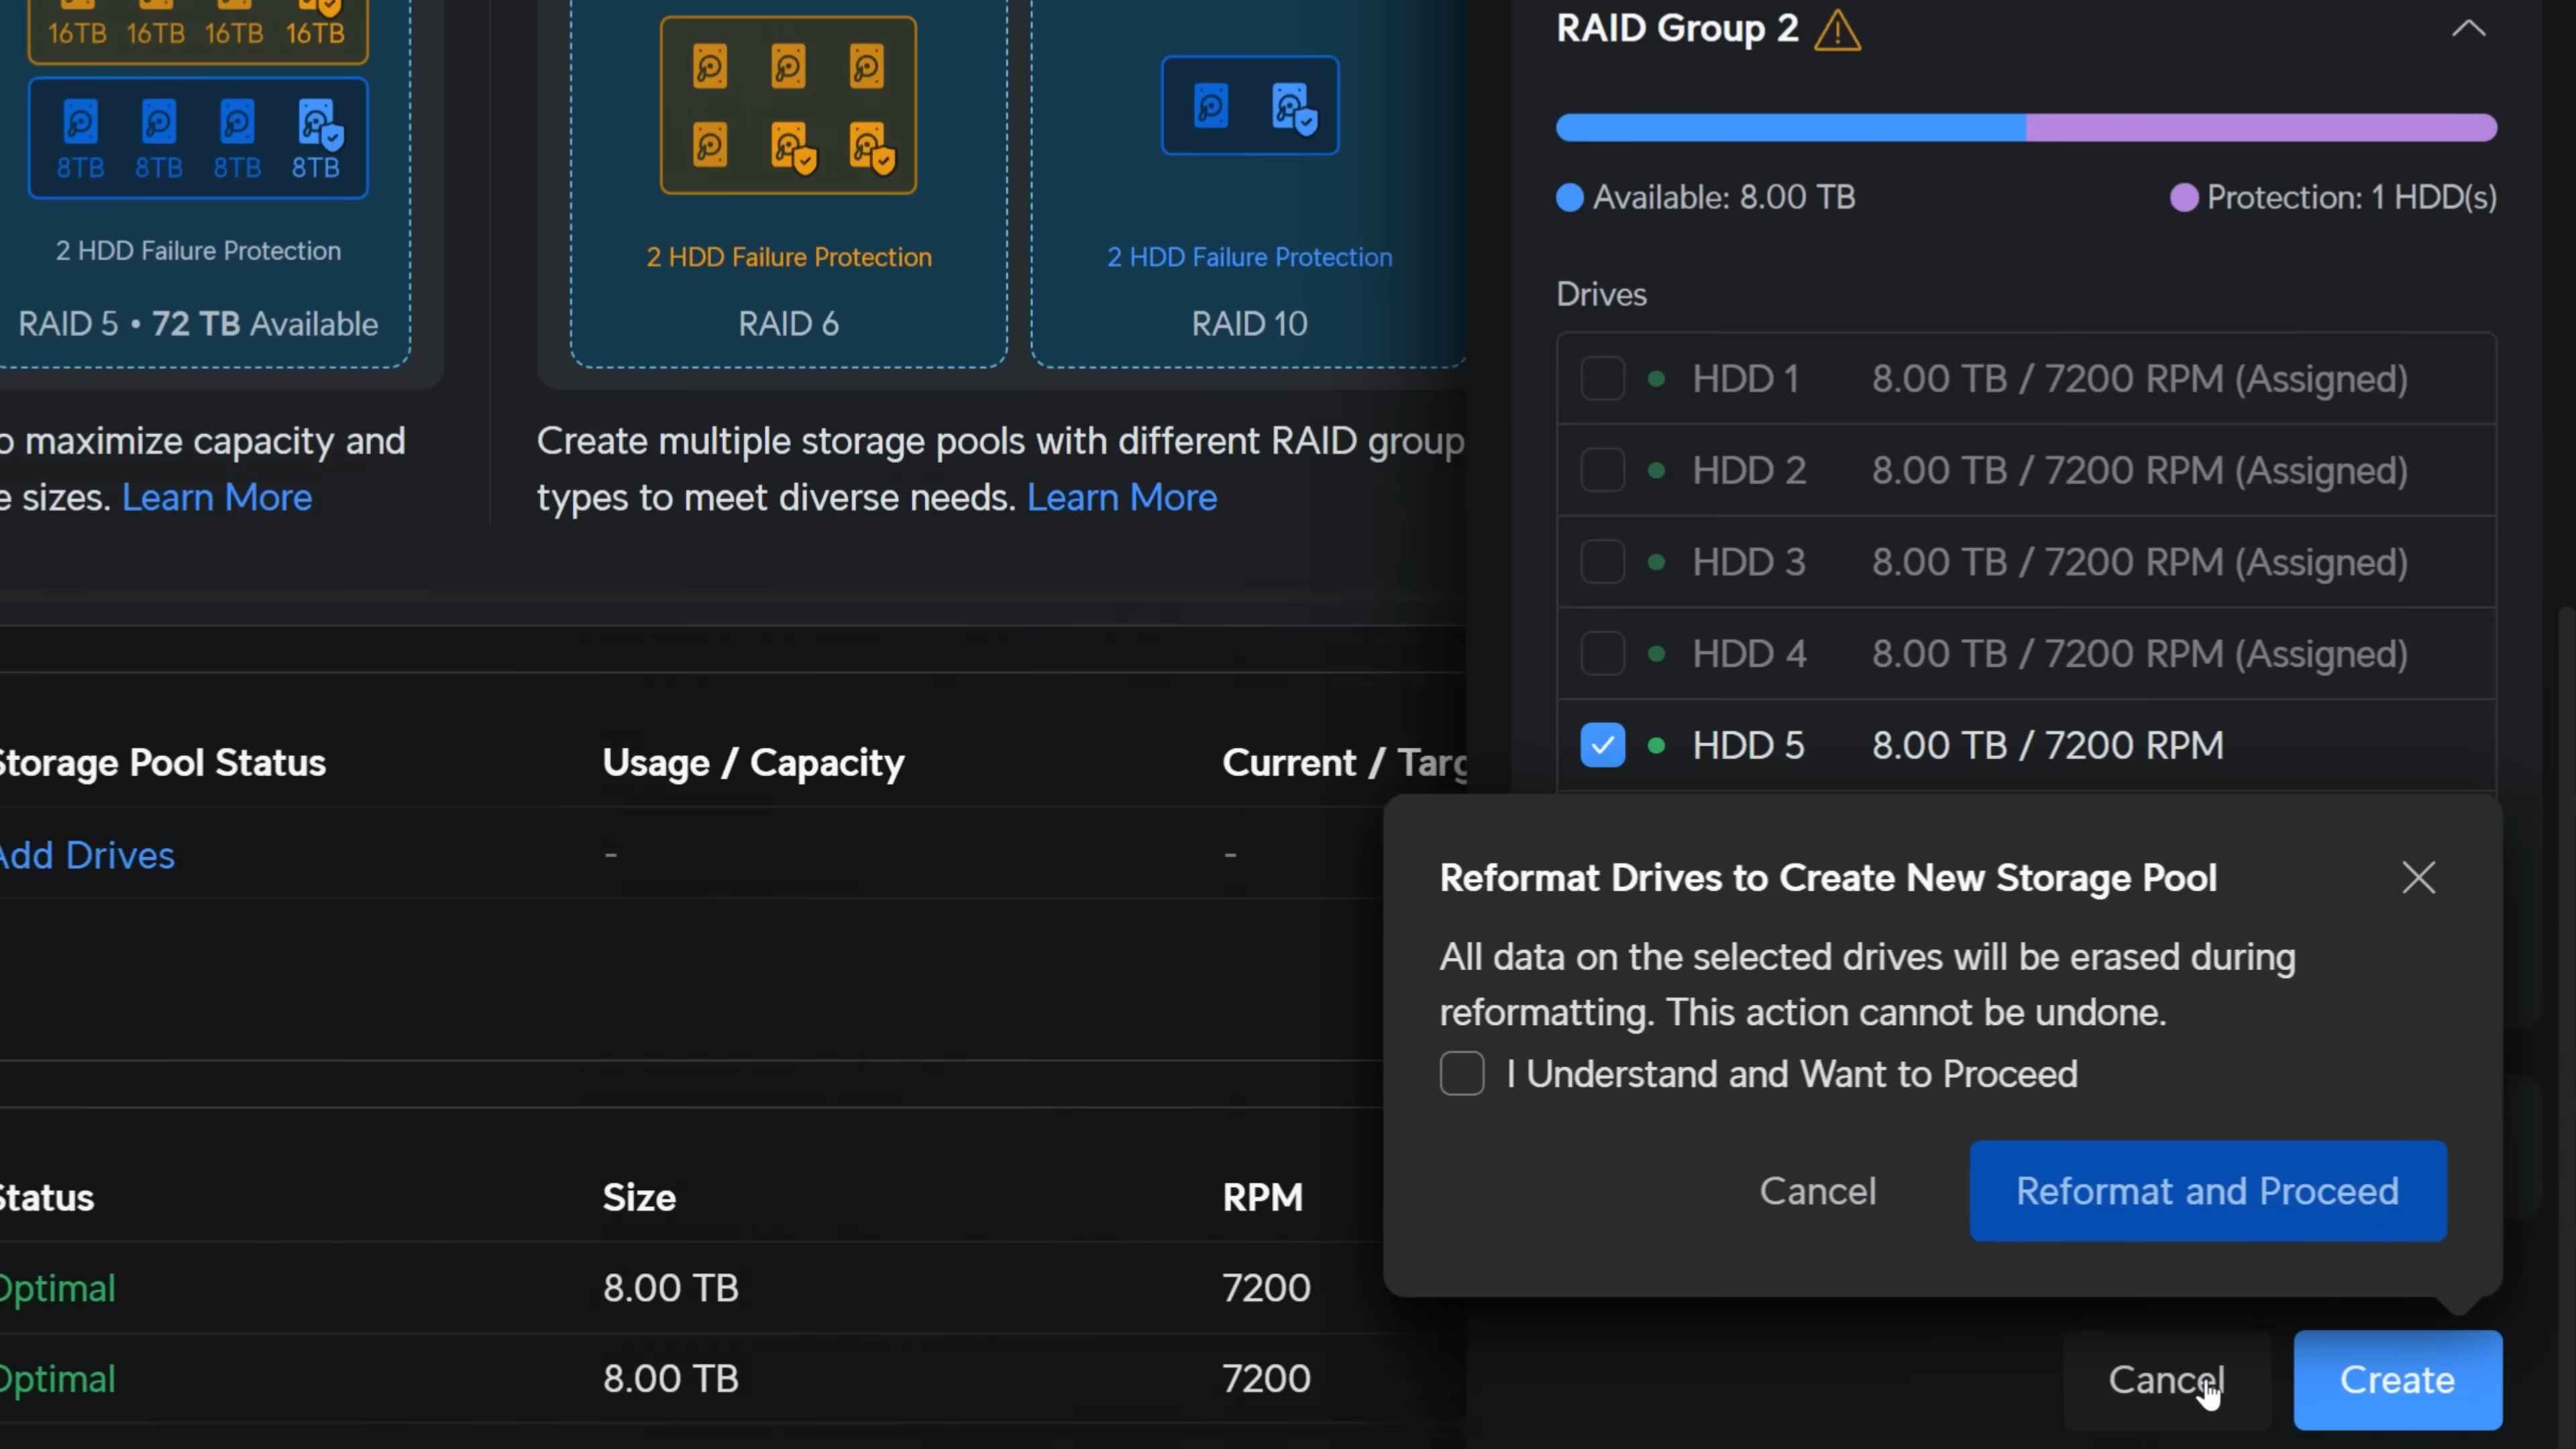 16TB 16TB 16TB 16TB
8TB 8TB 8TB 8TB
2 HDD Failure Protection
RAID 5 • 72 TB Available
o maximize capacity and
e sizes. Learn More
2 HDD Failure Protection
RAID 6
2 HDD Failure Protection
RAID 10
Create multiple storage pools with different RAID group
types to meet diverse needs. Learn More
Storage Pool Status
Usage / Capacity
Current / Targ
Add Drives
-
-
Status
Size
RPM
Optimal
8.00 TB
7200
Optimal
8.00 TB
7200
RAID Group 2
Available: 8.00 TB
Protection: 1 HDD(s)
Drives
HDD 1 8.00 TB / 7200 RPM (Assigned)
HDD 2 8.00 TB / 7200 RPM (Assigned)
HDD 3 8.00 TB / 7200 RPM (Assigned)
HDD 4 8.00 TB / 7200 RPM (Assigned)
HDD 5 8.00 TB / 7200 RPM
Reformat Drives to Create New Storage Pool
All data on the selected drives will be erased during
reformatting. This action cannot be undone.
I Understand and Want to Proceed
Cancel
Reformat and Proceed
Cancel
Create